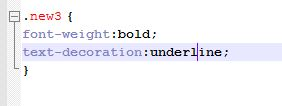 .new3 {
font-weight:bold;
text-decoration:underline;
}